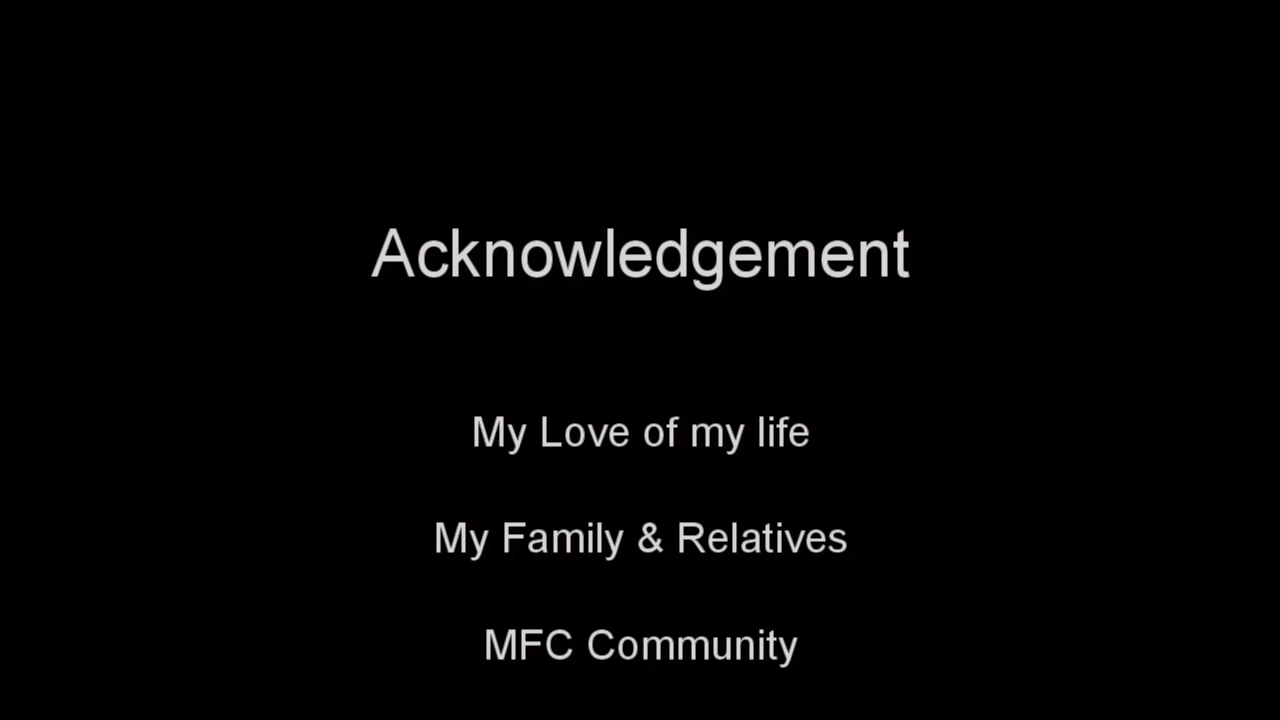 Acknowledgement
My Love of my life
My Family & Relatives
MFC Community